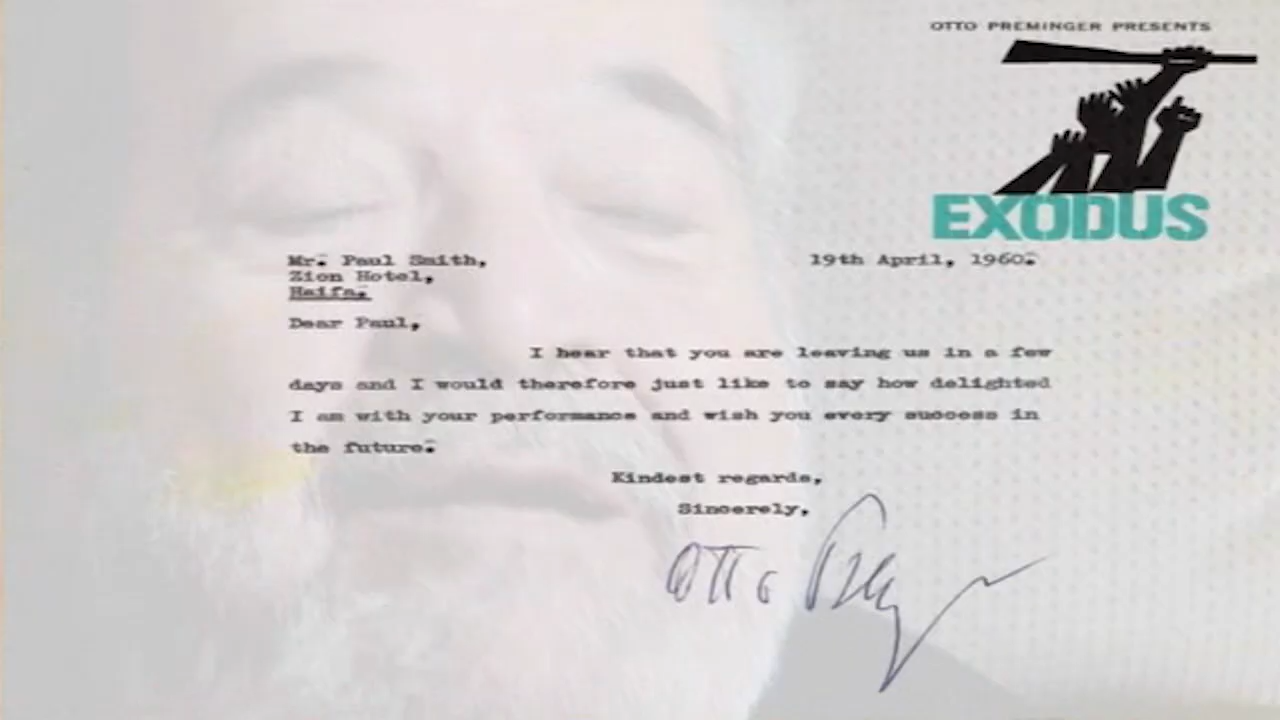 OTTO PREMINGER PRESENTS
EXODUS
Mr. Paul Smith,
19th April, 1960.
Zion Hotel,
Haifa.
Dear Paul,
I hear that you are leaving us in a few
days and I would therefore just like to say how delighted
I am with your performance and wish you every success in
the future.
Kindest regards,
Sincerely,
Otto Preminger